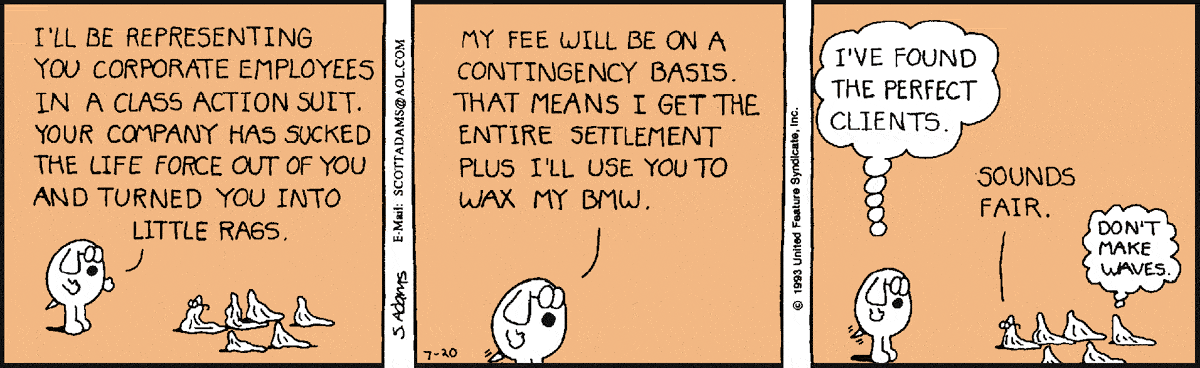 I'LL BE REPRESENTING
YOU CORPORATE EMPLOYEES
IN A CLASS ACTION SUIT.
YOUR COMPANY HAS SUCKED
THE LIFE FORCE OUT OF YOU
AND TURNED YOU INTO
LITTLE RAGS.
S. Adams
E-Mail: SCOTTADAMS@AOL.COM
MY FEE WILL BE ON A
CONTINGENCY BASIS.
THAT MEANS I GET THE
ENTIRE SETTLEMENT
PLUS I'LL USE YOU TO
WAX MY BMW.
7-20
© 1993 United Feature Syndicate, Inc.
I'VE FOUND
THE PERFECT
CLIENTS.
SOUNDS
FAIR.
DON'T
MAKE
WAVES.